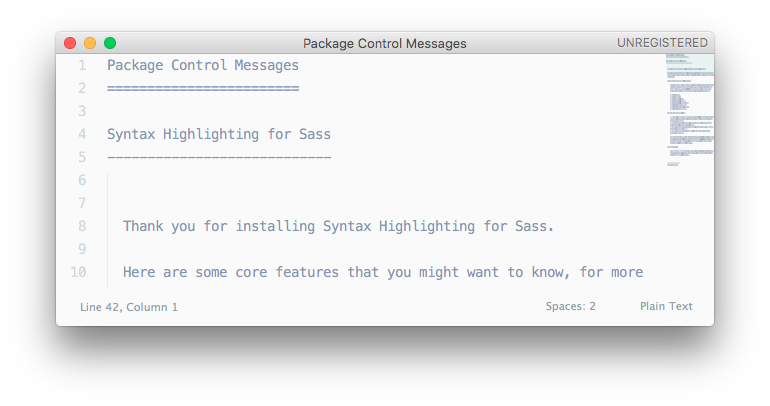 Package Control Messages
UNREGISTERED
1 Package Control Messages
2 ========================
3
4 Syntax Highlighting for Sass
5 ----------------------------
6
7
8 Thank you for installing Syntax Highlighting for Sass.
9
10 Here are some core features that you might want to know, for more
Line 42, Column 1
Spaces: 2
Plain Text